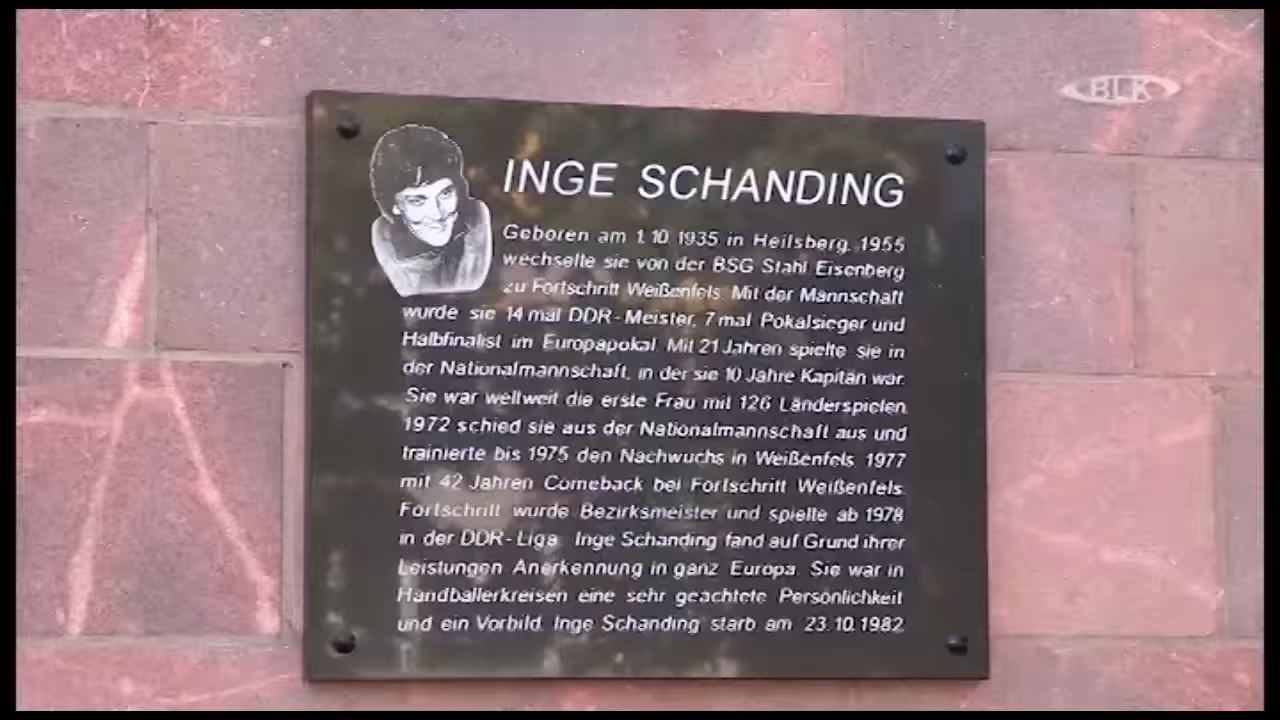 BLK
INGE SCHANDING
Geboren am 1.10.1935 in Heilsberg. 1955
wechselte sie von der BSG Stahl Eisenberg
zu Fortschritt Weißenfels. Mit der Mannschaft
wurde sie 14 mal DDR-Meister, 7 mal Pokalsieger und
Halbfinalist im Europapokal. Mit 21 Jahren spielte sie in
der Nationalmannschaft, in der sie 10 Jahre Kapitän war.
Sie war weltweit die erste Frau mit 126 Länderspielen.
1972 schied sie aus der Nationalmannschaft aus und
trainierte bis 1975 den Nachwuchs in Weißenfels. 1977
mit 42 Jahren Comeback bei Fortschritt Weißenfels.
Fortschritt wurde Bezirksmeister und spielte ab 1978
in der DDR-Liga. Inge Schanding fand auf Grund ihrer
Leistungen Anerkennung in ganz Europa. Sie war in
Handballerkreisen eine sehr geachtete Persönlichkeit
und ein Vorbild. Inge Schanding starb am 23.10.1982